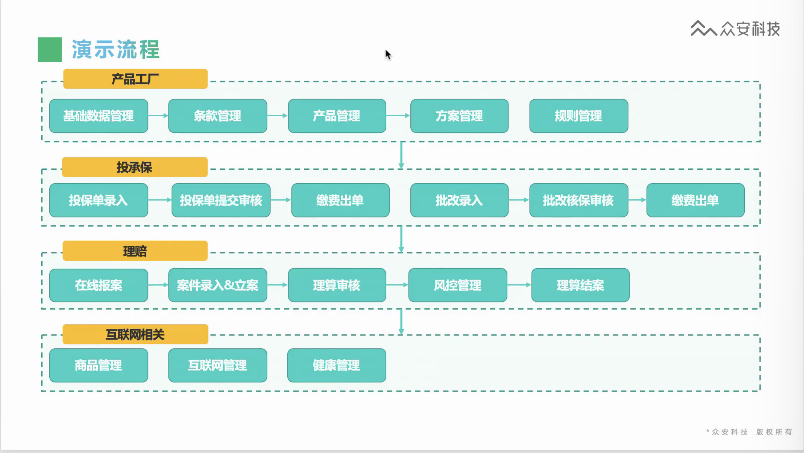 众安科技
演示流程
产品工厂
基础数据管理
条款管理
产品管理
方案管理
规则管理
投承保
投保单录入
投保单提交审核
缴费出单
批改录入
批改核保审核
缴费出单
理赔
在线报案
案件录入&立案
理算审核
风控管理
理算结案
互联网相关
商品管理
互联网管理
健康管理
*众安科技 版权所有